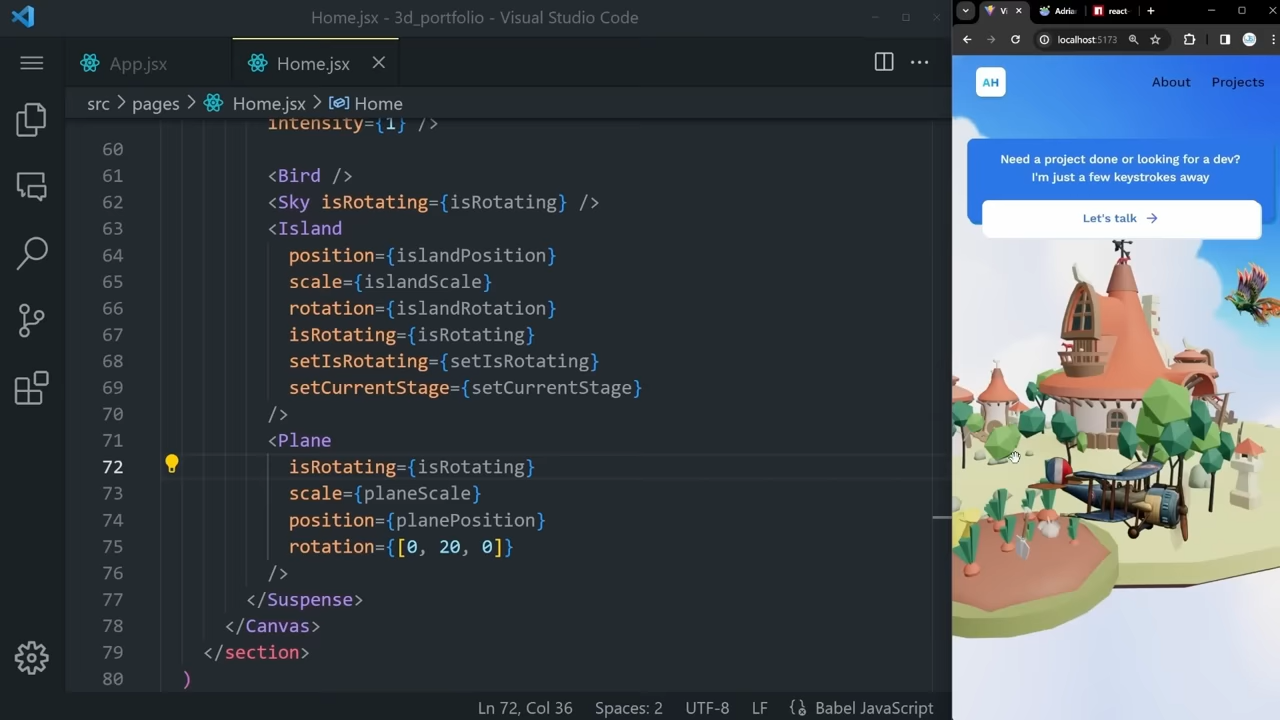 Home.jsx - 3d_portfolio - Visual Studio Code
App.jsx
Home.jsx
src > pages > Home.jsx > Home
intensity={1} />
60
61 <Bird />
62 <Sky isRotating={isRotating} />
63 <Island
64 position={islandPosition}
65 scale={islandScale}
66 rotation={islandRotation}
67 isRotating={isRotating}
68 setIsRotating={setIsRotating}
69 setCurrentStage={setCurrentStage}
70 />
71 <Plane
72 isRotating={isRotating}
73 scale={planeScale}
74 position={planePosition}
75 rotation={[0, 20, 0]}
76 />
77 </Suspense>
78 </Canvas>
79 </section>
80 )
Ln 72, Col 36 Spaces: 2 UTF-8 LF Babel JavaScript
Vi
Adria
react
localhost:5173
AH
About Projects
Need a project done or looking for a dev?
I'm just a few keystrokes away
Let's talk →